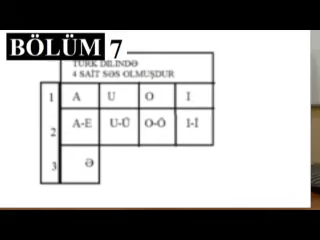 BÖLÜM 7
TÜRK DİLİNDƏ
4 SAİT SƏS OLMUŞDUR
1 A U O I
2 A-E U-Ü O-Ö I-İ
3 Ə